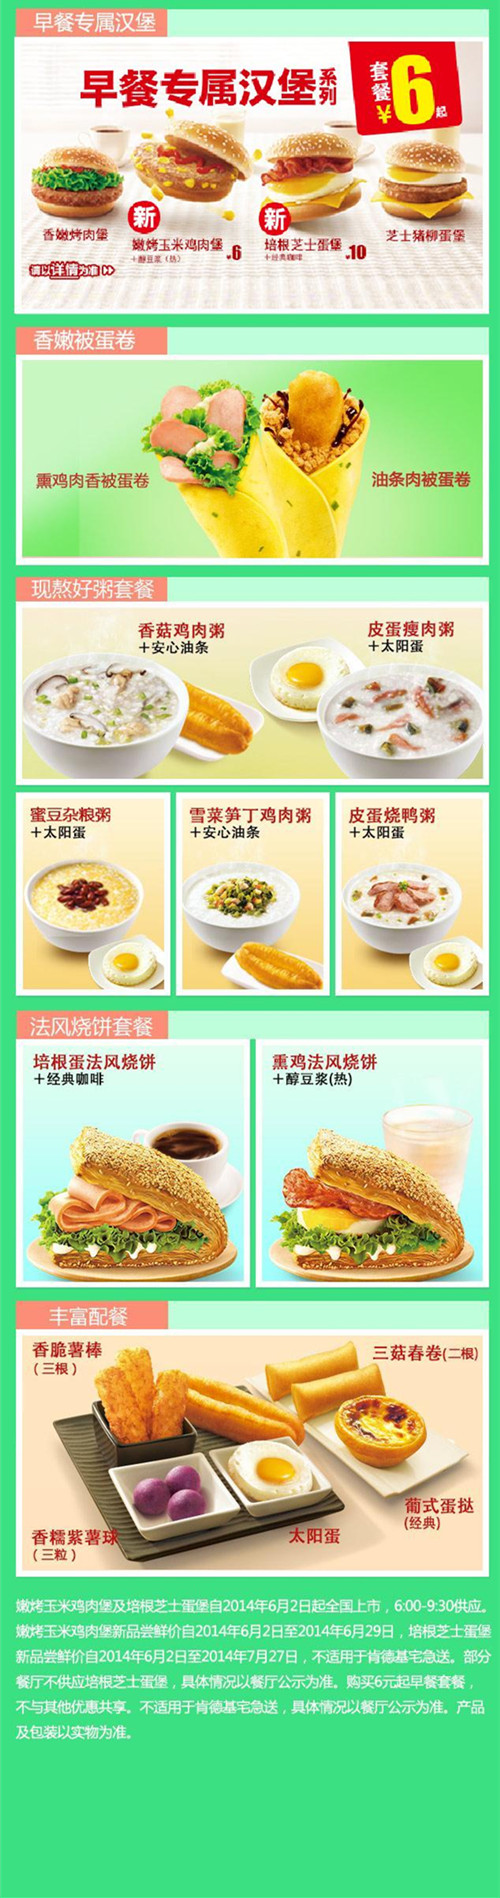 早餐专属汉堡
早餐专属汉堡系列
套餐
¥6起
香嫩烤肉堡
新
嫩烤玉米鸡肉堡
+醇豆浆（热）
¥6
新
培根芝士蛋堡
+经典咖啡
¥10
芝士猪柳蛋堡
请以详情为准
香嫩被蛋卷
熏鸡肉香被蛋卷
油条肉被蛋卷
现熬好粥套餐
香菇鸡肉粥
+安心油条
皮蛋瘦肉粥
+太阳蛋
蜜豆杂粮粥
+太阳蛋
雪菜笋丁鸡肉粥
+安心油条
皮蛋烧鸭粥
+太阳蛋
法风烧饼套餐
培根蛋法风烧饼
+经典咖啡
熏鸡法风烧饼
+醇豆浆(热)
丰富配餐
香脆薯棒
（三根）
三菇春卷(二根)
葡式蛋挞
(经典)
香糯紫薯球
（三粒）
太阳蛋
嫩烤玉米鸡肉堡及培根芝士蛋堡自2014年6月2日起全国上市，6:00-9:30供应。
嫩烤玉米鸡肉堡新品尝鲜价自2014年6月2日至2014年6月29日，培根芝士蛋堡
新品尝鲜价自2014年6月2日至2014年7月27日，不适用于肯德基宅急送。部分
餐厅不供应培根芝士蛋堡，具体情况以餐厅公示为准。购买6元起早餐套餐，
不与其他优惠共享。不适用于肯德基宅急送，具体情况以餐厅公示为准。产品
及包装以实物为准。